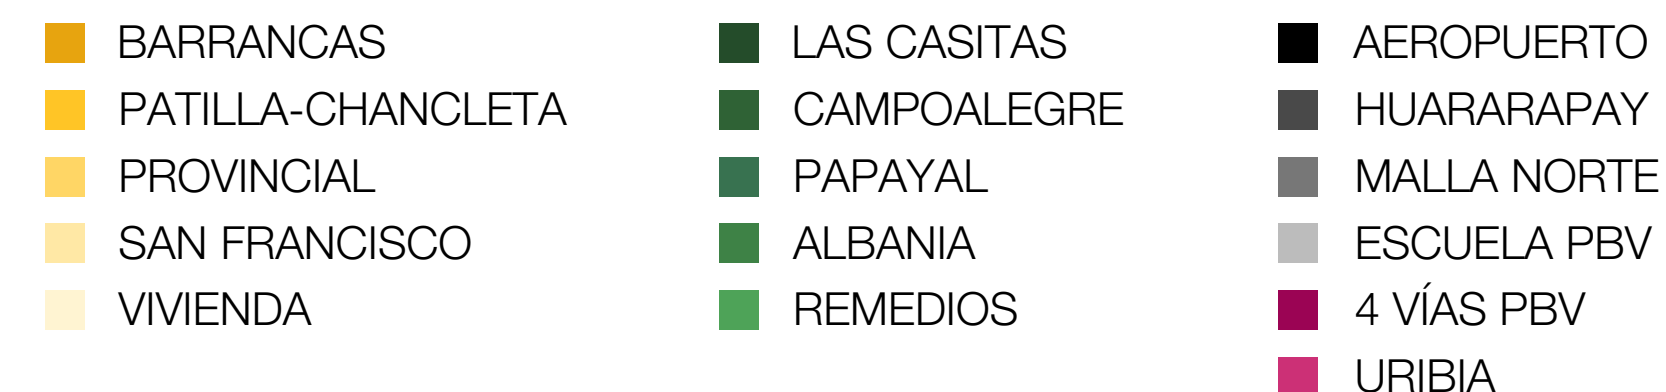 BARRANCAS
PATILLA-CHANCLETA
PROVINCIAL
SAN FRANCISCO
VIVIENDA
LAS CASITAS
CAMPOALEGRE
PAPAYAL
ALBANIA
REMEDIOS
AEROPUERTO
HUARARAPAY
MALLA NORTE
ESCUELA PBV
4 VÍAS PBV
URIBIA